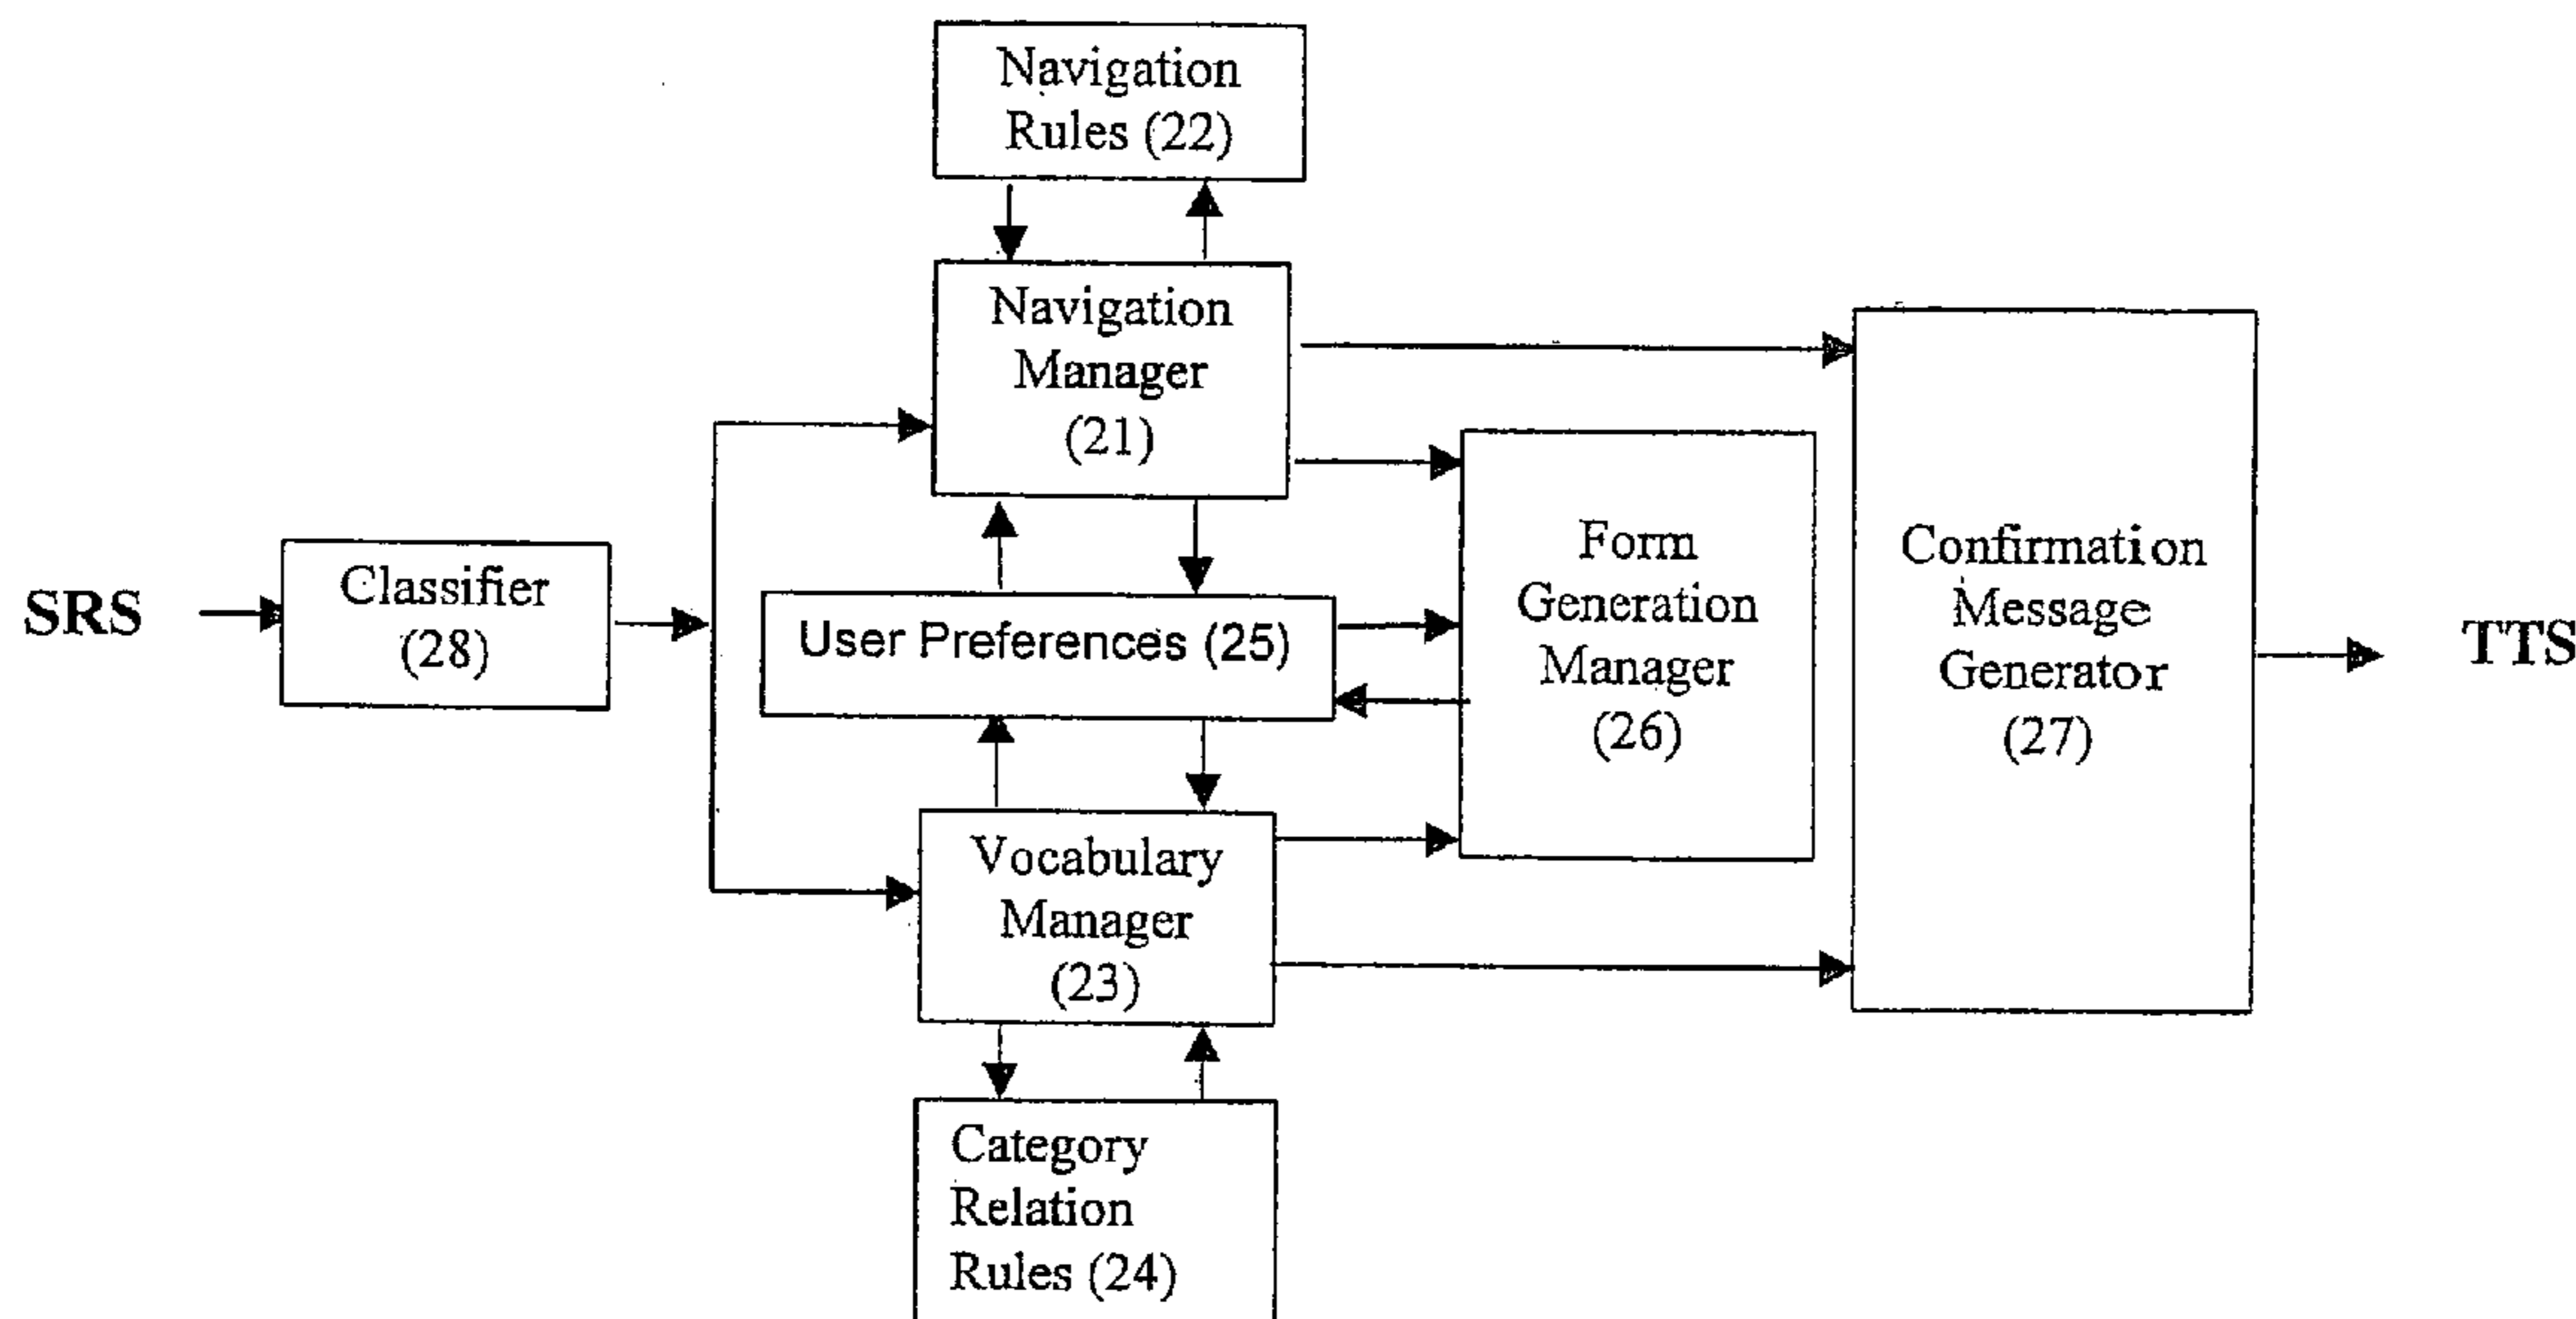 Navigation
Rules (22)
Navigation
Manager
(21)
SRS
Classifier
(28)
User Preferences (25)
Form
Generation
Manager
(26)
Confirmation
Message
Generator
(27)
TTS
Vocabulary
Manager
(23)
Category
Relation
Rules (24)